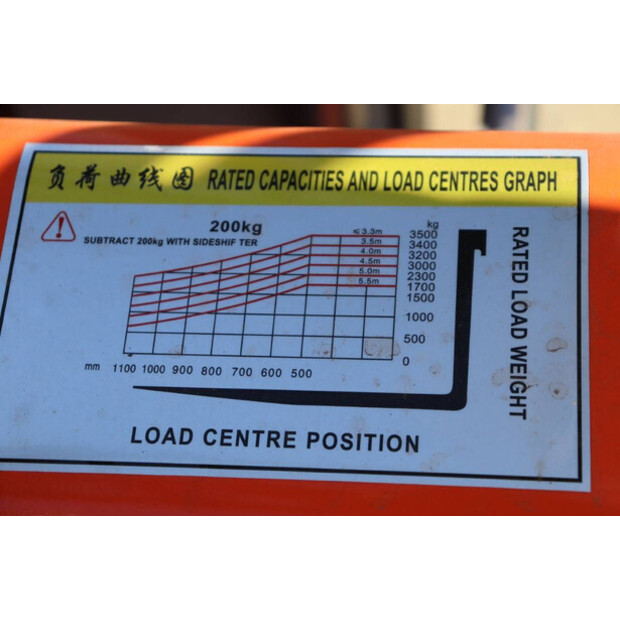 负荷曲线图 RATED CAPACITIES AND LOAD CENTRES GRAPH
200kg
SUBTRACT 200kg WITH SIDESHIF TER
kg
≤3.3m 3500
3.5m 3400
4.0m 3200
4.5m 3000
5.0m 2300
5.5m 1700
1500
1000
500
0
mm 1100 1000 900 800 700 600 500
RATED LOAD WEIGHT
LOAD CENTRE POSITION